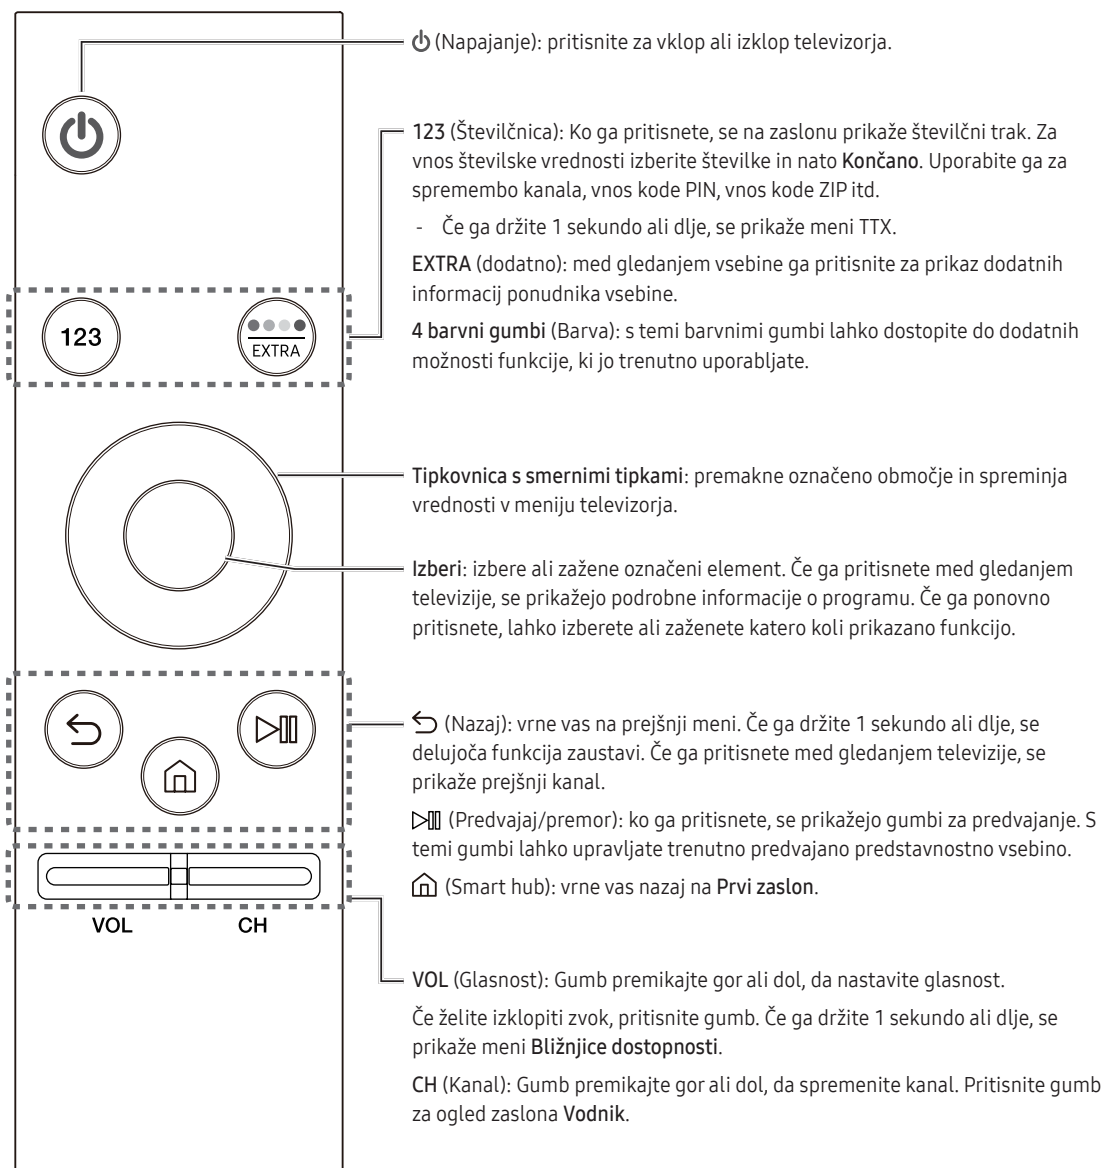 (Napajanje): pritisnite za vklop ali izklop televizorja.
123 (Številčnica): Ko ga pritisnete, se na zaslonu prikaže številčni trak. Za
vnos številske vrednosti izberite številke in nato Končano. Uporabite ga za
spremembo kanala, vnos kode PIN, vnos kode ZIP itd.
- Če ga držite 1 sekundo ali dlje, se prikaže meni TTX.
EXTRA (dodatno): med gledanjem vsebine ga pritisnite za prikaz dodatnih
informacij ponudnika vsebine.
4 barvni gumbi (Barva): s temi barvnimi gumbi lahko dostopite do dodatnih
možnosti funkcije, ki jo trenutno uporabljate.
123
EXTRA
Tipkovnica s smernimi tipkami: premakne označeno območje in spreminja
vrednosti v meniju televizorja.
Izberi: izbere ali zažene označeni element. Če ga pritisnete med gledanjem
televizije, se prikažejo podrobne informacije o programu. Če ga ponovno
pritisnete, lahko izberete ali zaženete katero koli prikazano funkcijo.
(Nazaj): vrne vas na prejšnji meni. Če ga držite 1 sekundo ali dlje, se
delujoča funkcija zaustavi. Če ga pritisnete med gledanjem televizije, se
prikaže prejšnji kanal.
(Predvajaj/premor): ko ga pritisnete, se prikažejo gumbi za predvajanje. S
temi gumbi lahko upravljate trenutno predvajano predstavnostno vsebino.
(Smart hub): vrne vas nazaj na Prvi zaslon.
VOL
CH
VOL (Glasnost): Gumb premikajte gor ali dol, da nastavite glasnost.
Če želite izklopiti zvok, pritisnite gumb. Če ga držite 1 sekundo ali dlje, se
prikaže meni Bližnjice dostopnosti.
CH (Kanal): Gumb premikajte gor ali dol, da spremenite kanal. Pritisnite gumb
za ogled zaslona Vodnik.